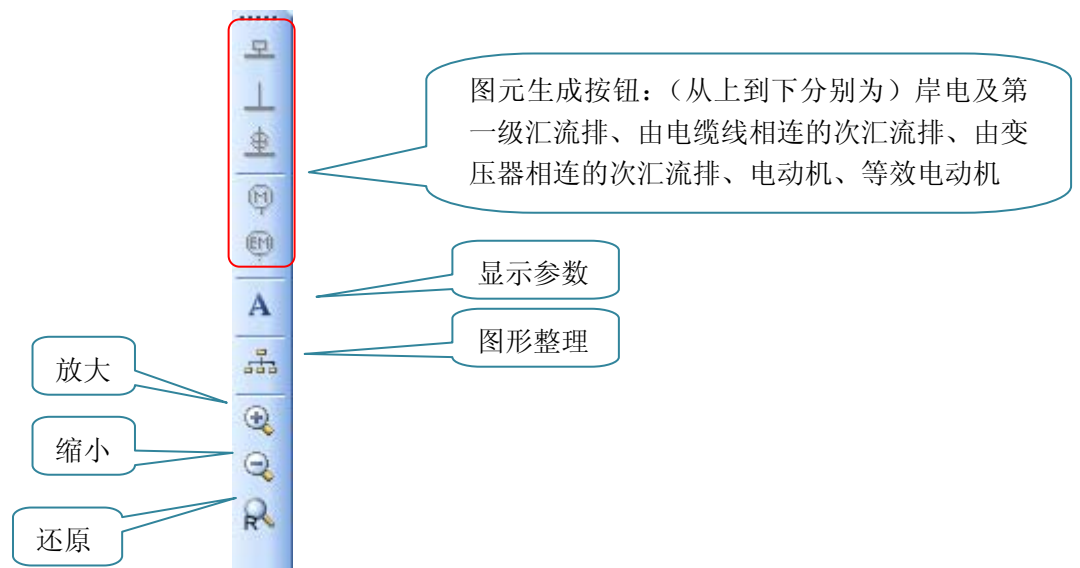 图元生成按钮：（从上到下分别为）岸电及第
一级汇流排、由电缆线相连的次汇流排、由变
压器相连的次汇流排、电动机、等效电动机
M
EM
显示参数
A
图形整理
放大
缩小
还原
R